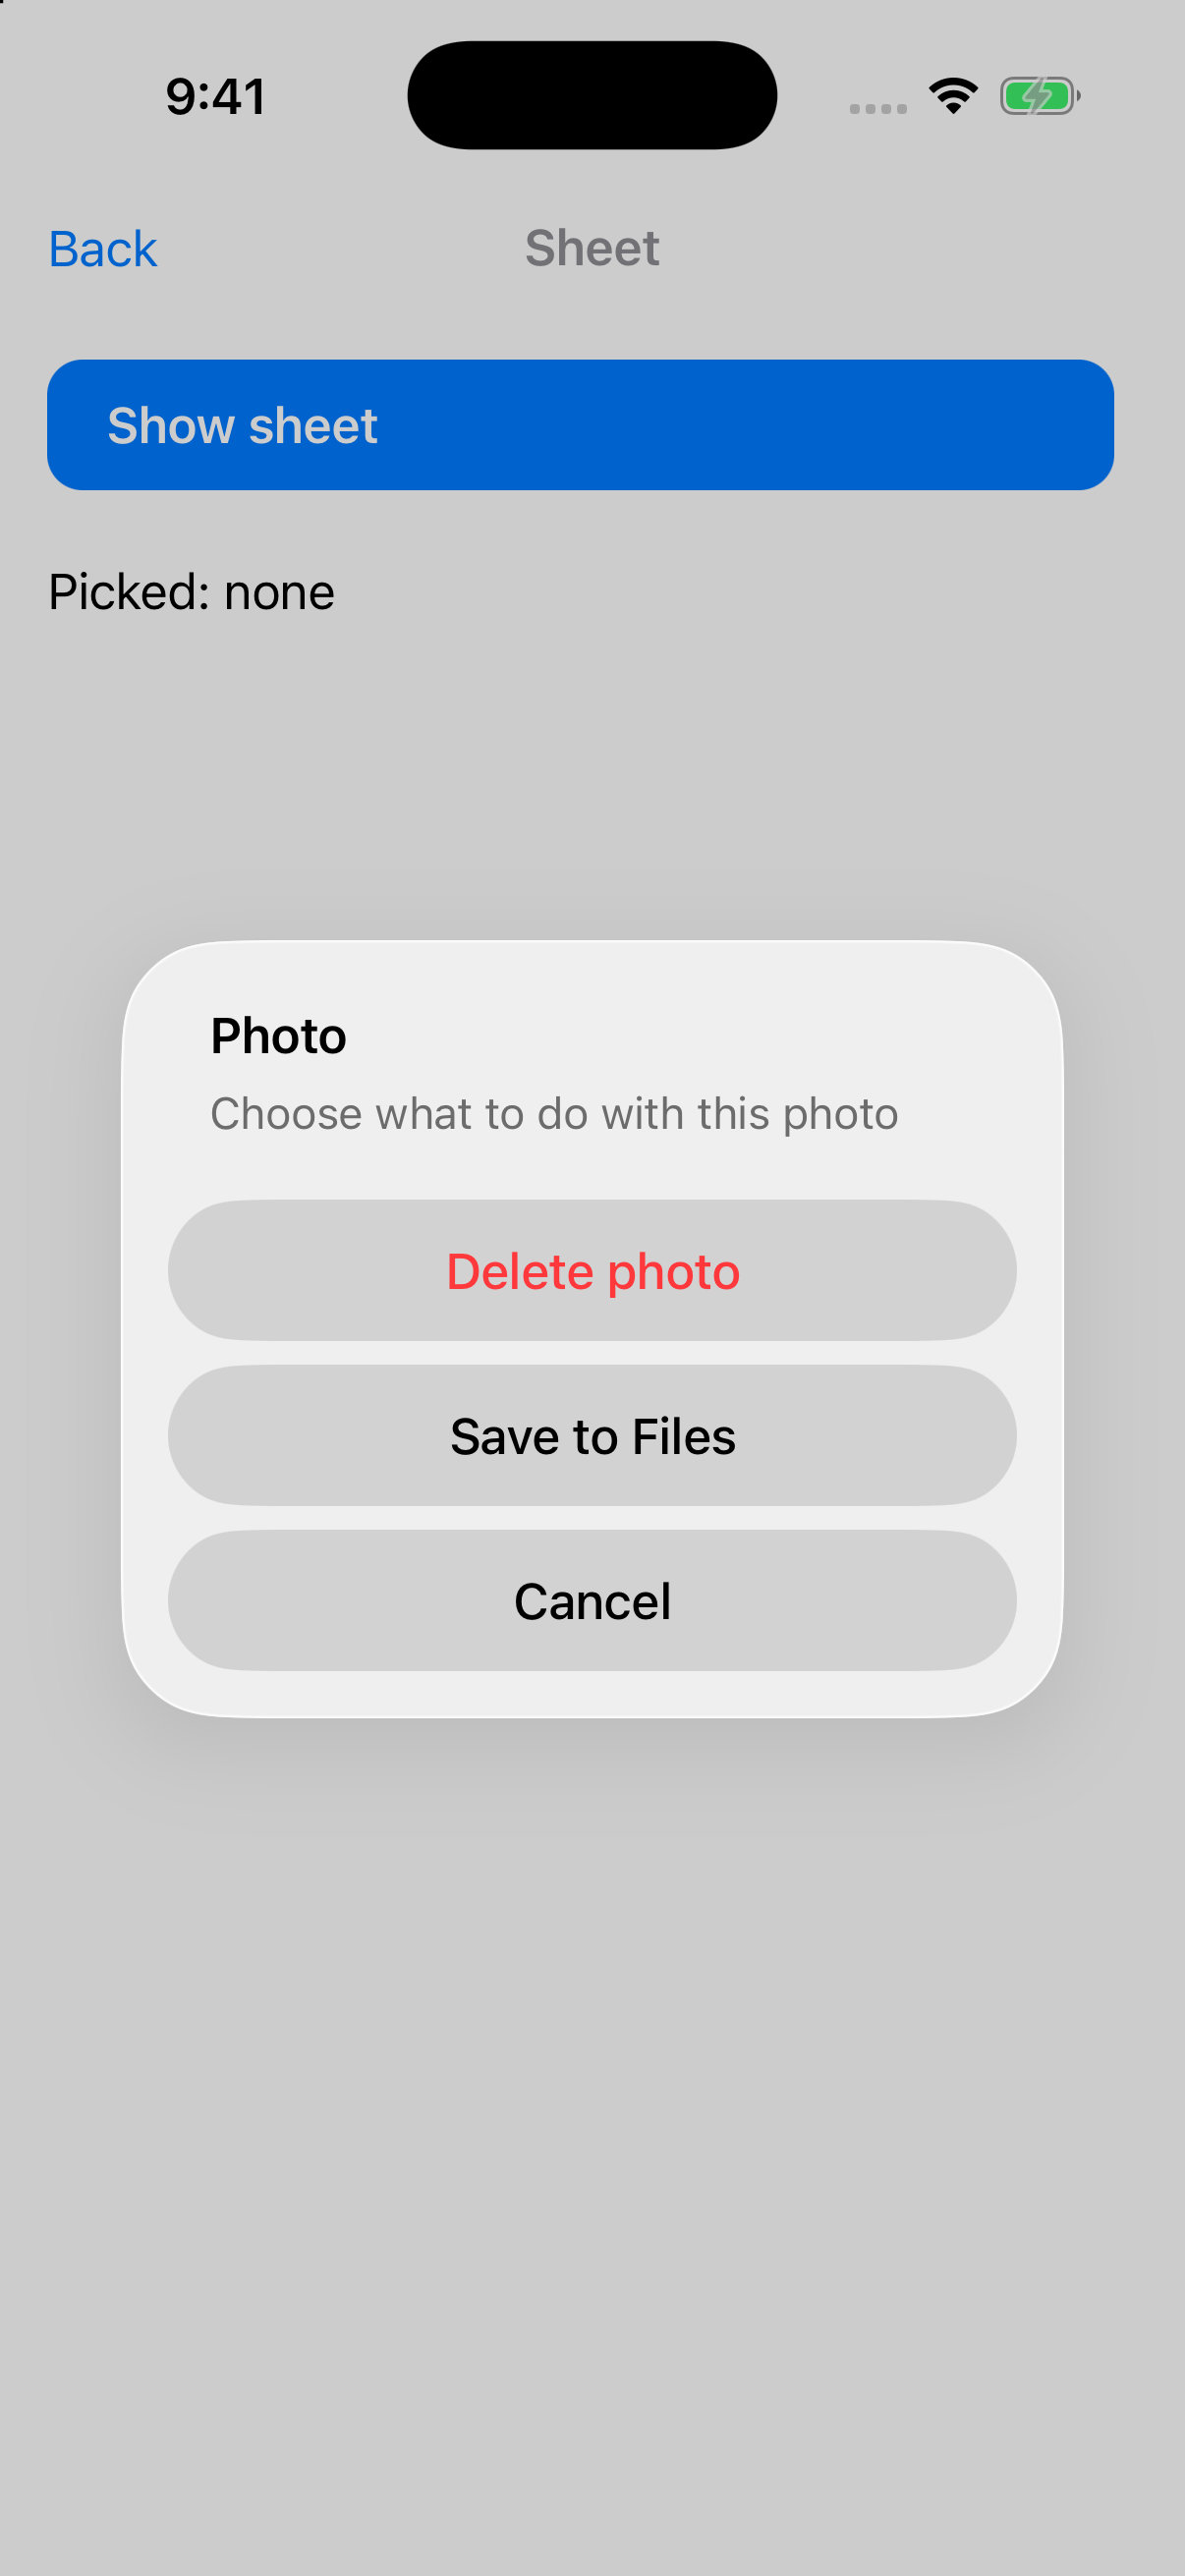 9:41
Back
Sheet
Show sheet
Picked: none
Photo
Choose what to do with this photo
Delete photo
Save to Files
Cancel